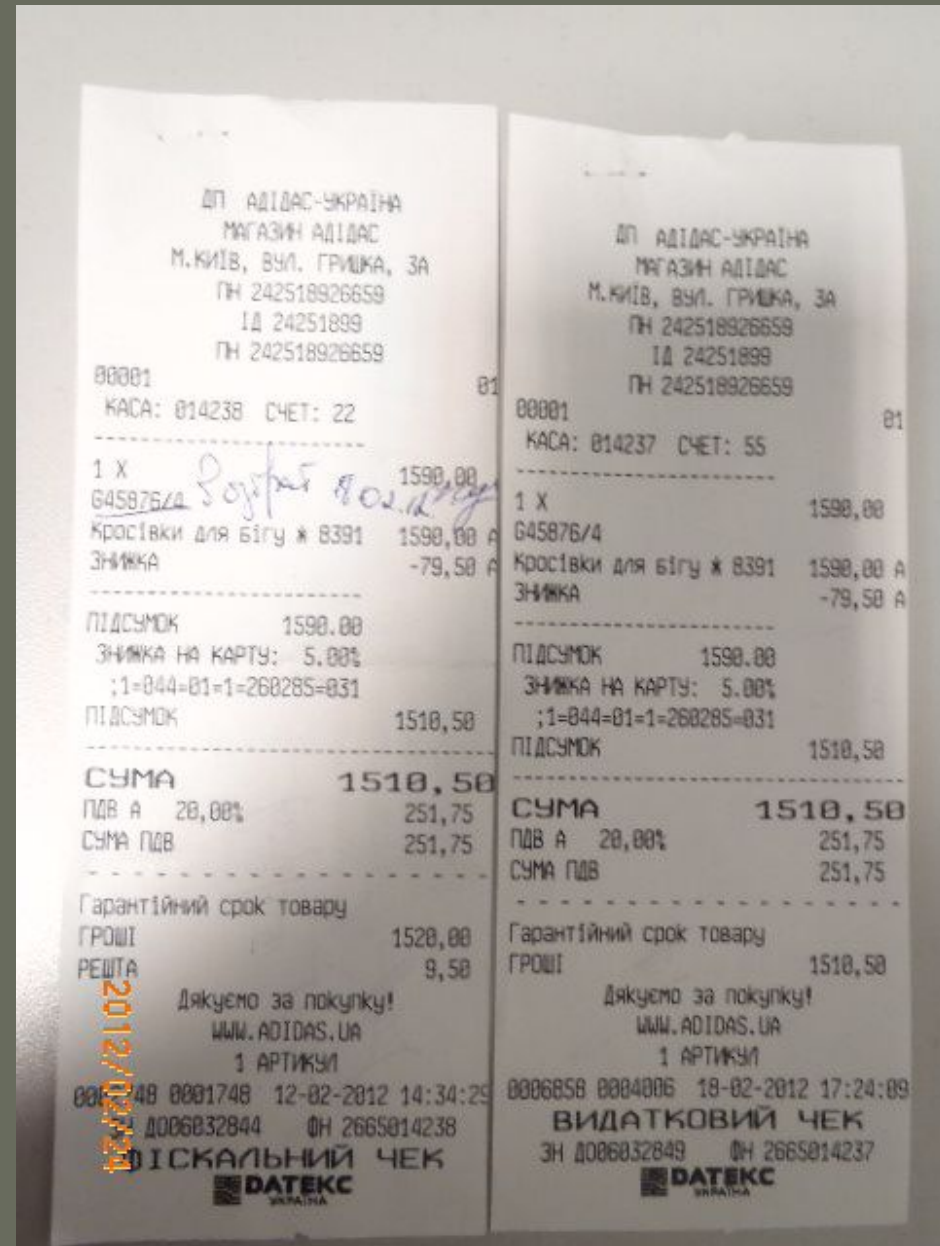 ДП АДІДАС-УКРАЇНА
МАГАЗИН АДІДАС
М.КИЇВ, ВУЛ. ГРИШКА, 3А
ПН 242518926659
ІД 24251899
ПН 242518926659
00001 01
КАСА: 014238 СЧЕТ: 22
1 X 1590,00
G45876/4
Кросівки для бігу * 8391 1590,00 А
ЗНИЖКА -79,50 А
ПІДСУМОК 1590.00
ЗНИЖКА НА КАРТУ: 5.00%
;1=044=01=1=260285=031
ПІДСУМОК 1510,50
СУМА 1510,50
ПДВ А 20,00% 251,75
СУМА ПДВ 251,75
Гарантійний срок товару
ГРОШІ 1520,00
РЕШТА 9,50
Дякуємо за покупку!
WWW.ADIDAS.UA
1 АРТИКУЛ
0001748 12-02-2012 14:34:29
ЗН ДО06032844 ФН 2665014238
ФІСКАЛЬНИЙ ЧЕК
DATEКС
УКРАЇНА
2012/02/24
ДП АДІДАС-УКРАЇНА
МАГАЗИН АДІДАС
М.КИЇВ, ВУЛ. ГРИШКА, 3А
ПН 242518926659
ІД 24251899
ПН 242518926659
00001 01
КАСА: 014237 СЧЕТ: 55
1 X 1590,00
G45876/4
Кросівки для бігу * 8391 1590,00 А
ЗНИЖКА -79,50 А
ПІДСУМОК 1590.00
ЗНИЖКА НА КАРТУ: 5.00%
;1=044=01=1=260285=031
ПІДСУМОК 1510,50
СУМА 1510,50
ПДВ А 20,00% 251,75
СУМА ПДВ 251,75
Гарантійний срок товару
ГРОШІ 1510,50
Дякуємо за покупку!
WWW.ADIDAS.UA
1 АРТИКУЛ
0006858 0004006 18-02-2012 17:24:09
ВИДАТКОВИЙ ЧЕК
ЗН ДО06032849 ФН 2665014237
DATEКС
УКРАЇНА